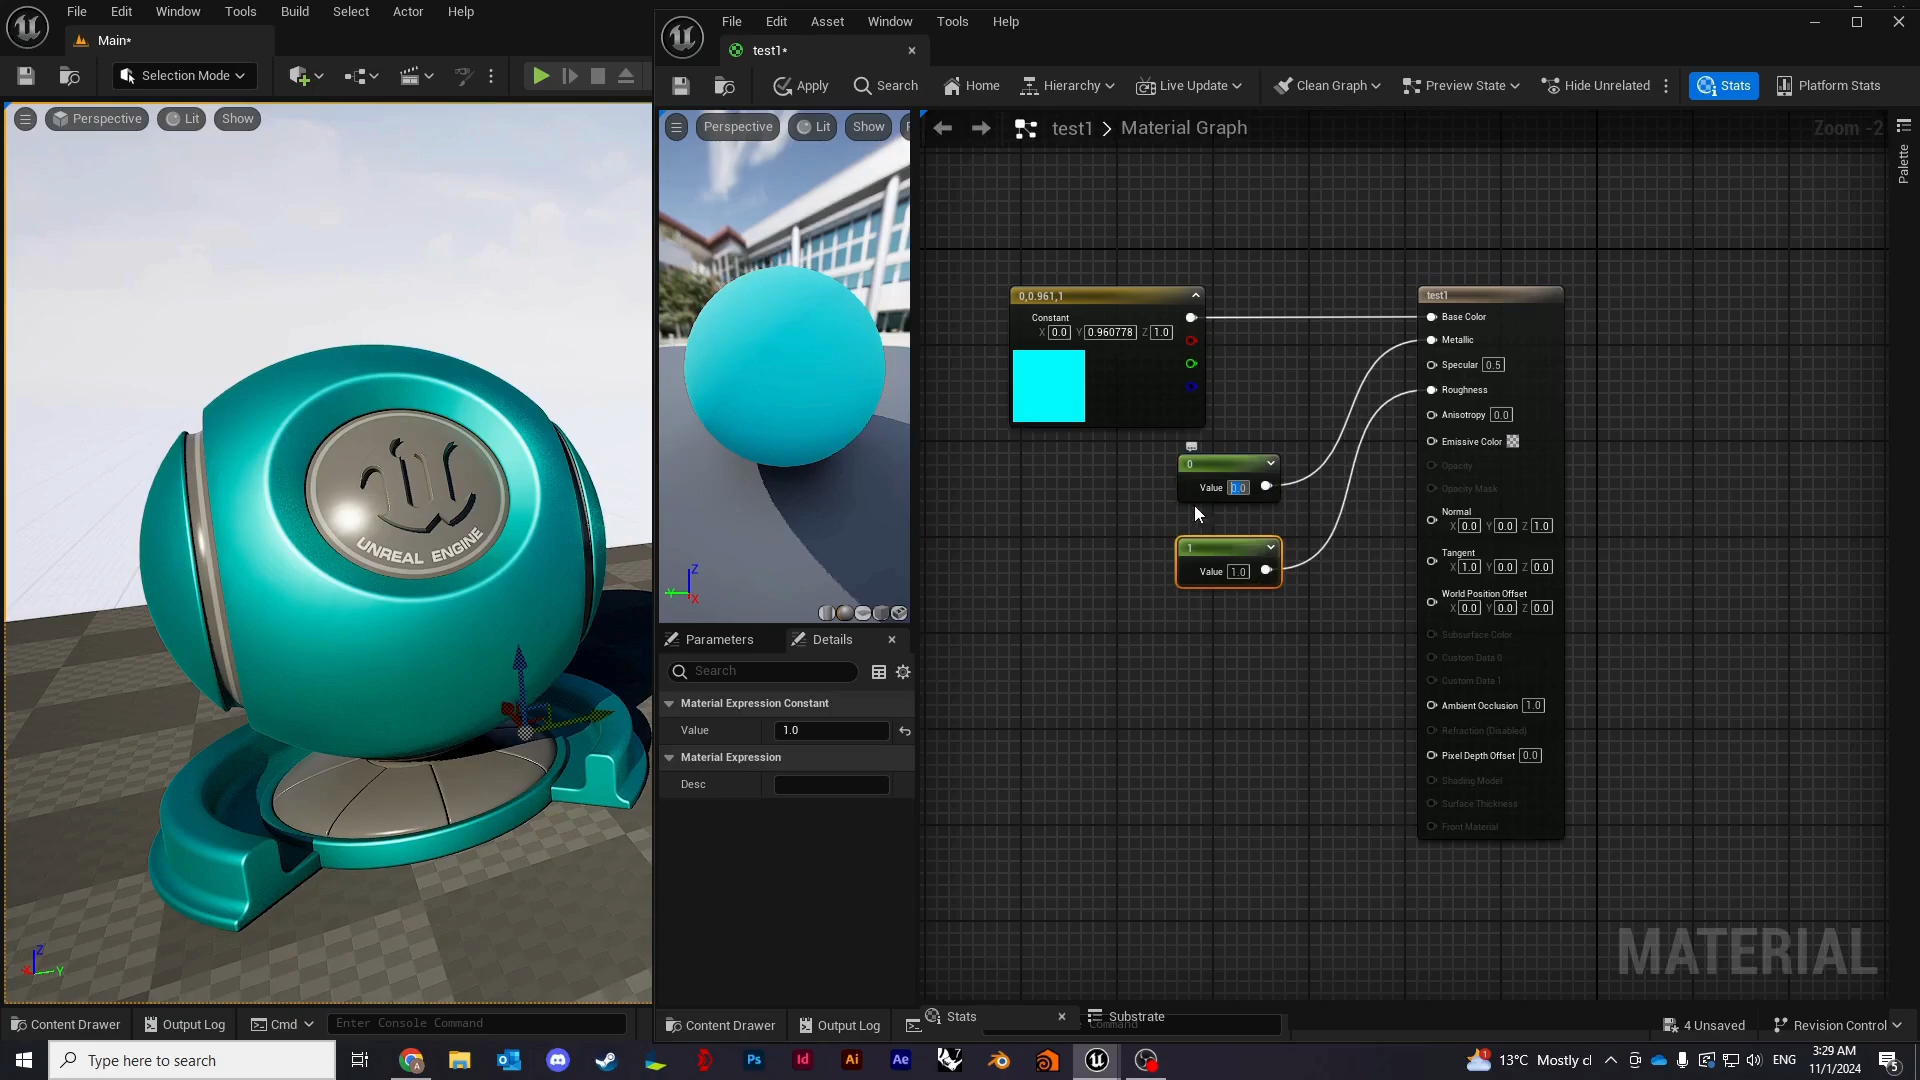 File Edit Window Tools Build Select Actor Help
Main*
Selection Mode
Perspective Lit Show
UNREAL ENGINE
Z
Y
X
Z
Y
X
Content Drawer Output Log Cmd Enter Console Command
File Edit Asset Window Tools Help
test1*
Apply Search Home Hierarchy Live Update Clean Graph Preview State Hide Unrelated Stats Platform Stats
Perspective Lit Show
test1 > Material Graph
Zoom -2
Palette
0,0.961,1
Constant
X 0.0 Y 0.960778 Z 1.0
0
Value 0.0
1
Value 1.0
test1
Base Color
Metallic
Specular 0.5
Roughness
Anisotropy 0.0
Emissive Color
Opacity
Opacity Mask
Normal
X 0.0 Y 0.0 Z 1.0
Tangent
X 1.0 Y 0.0 Z 0.0
World Position Offset
X 0.0 Y 0.0 Z 0.0
Subsurface Color
Custom Data 0
Custom Data 1
Ambient Occlusion 1.0
Refraction (Disabled)
Pixel Depth Offset 0.0
Shading Model
Surface Thickness
Front Material
MATERIAL
Parameters Details
Search
Material Expression Constant
Value 1.0
Material Expression
Desc
Stats Substrate
Content Drawer Output Log Command 4 Unsaved Revision Control
Type here to search
Ps Id Ai Ae
1 13°C Mostly cl ENG
3:29 AM
11/1/2024
5